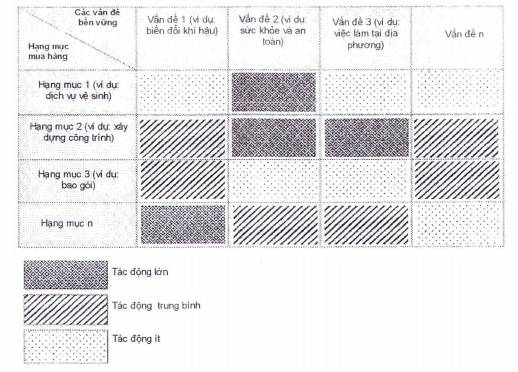 Các vấn đề
bền vững
Hạng mục
mua hàng
Vấn đề 1 (ví dụ:
biến đổi khí hậu)
Vấn đề 2 (ví dụ:
sức khỏe và an
toàn)
Vấn đề 3 (ví dụ:
việc làm tại địa
phương)
Vấn đề n
Hạng mục 1 (ví dụ:
dịch vụ vệ sinh)
Hạng mục 2 (ví dụ: xây
dựng công trình)
Hạng mục 3 (ví dụ:
bao gói)
Hạng mục n
Tác động lớn
Tác động trung bình
Tác động ít